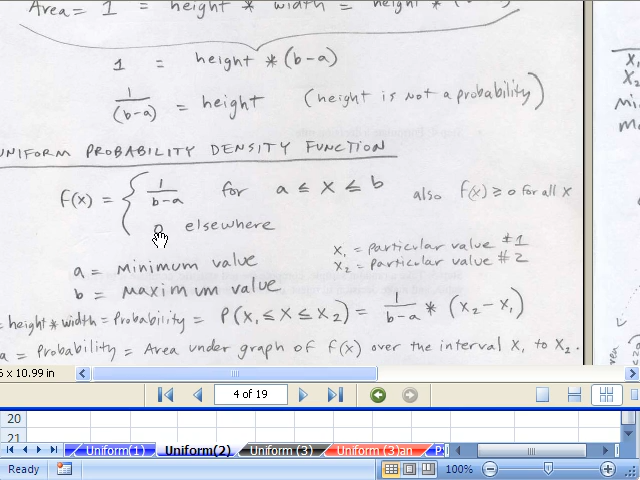 Area = 1 = height * width = height *
1 = height * (b-a)
1/(b-a) = height (height is not a probability)
UNIFORM PROBABILITY DENSITY FUNCTION
f(x) = { 1/b-a for a ≤ x ≤ b also f(x) ≥ 0 for all x
0 elsewhere
x₁ = particular value #1
x₂ = particular value #2
a = minimum value
b = maximum value
= height * width = Probability = P(x₁ ≤ x ≤ x₂) = 1/b-a * (x₂ - x₁)
a = Probability = Area under graph of f(x) over the interval x₁ to x₂.
x₁
x₂
6 x 10.99 in
4 of 19
20
21
Uniform(1) Uniform(2) Uniform (3) Uniform (3)an
Ready 100%